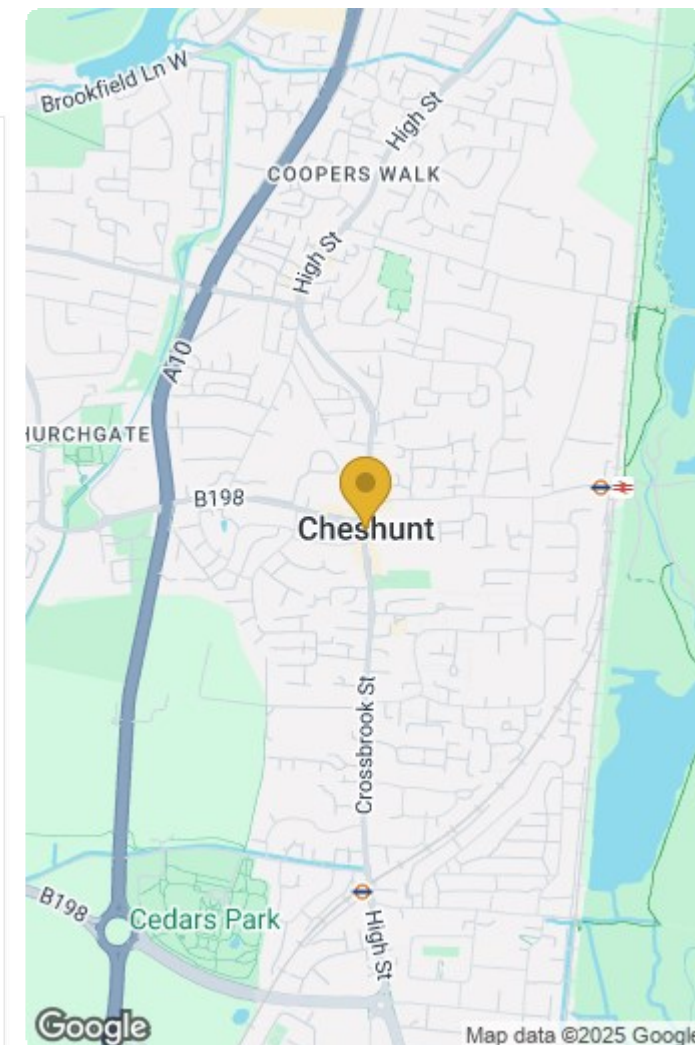 Brookfield Ln W
High St
COOPERS WALK
High St
A10
HURCHGATE
B198
Cheshunt
Crossbrook St
B198
Cedars Park
High St
Google
Map data ©2025 Google